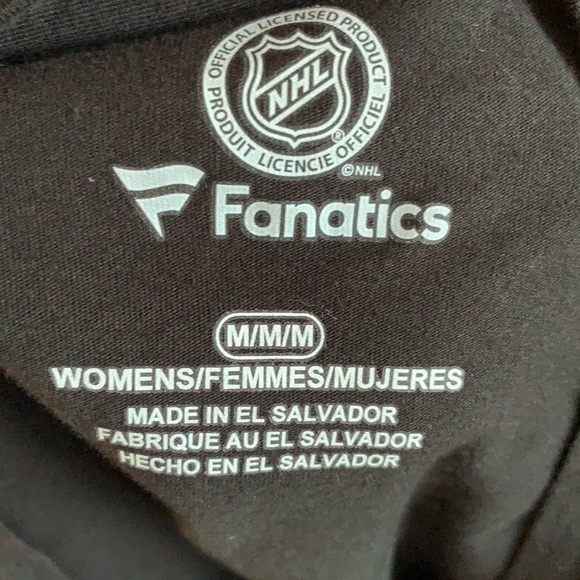 OFFICIAL LICENSED PRODUCT
NHL
PRODUIT LICENCIE OFFICIEL
®
©NHL
Fanatics
M/M/M
WOMENS/FEMMES/MUJERES
MADE IN EL SALVADOR
FABRIQUE AU EL SALVADOR
HECHO EN EL SALVADOR